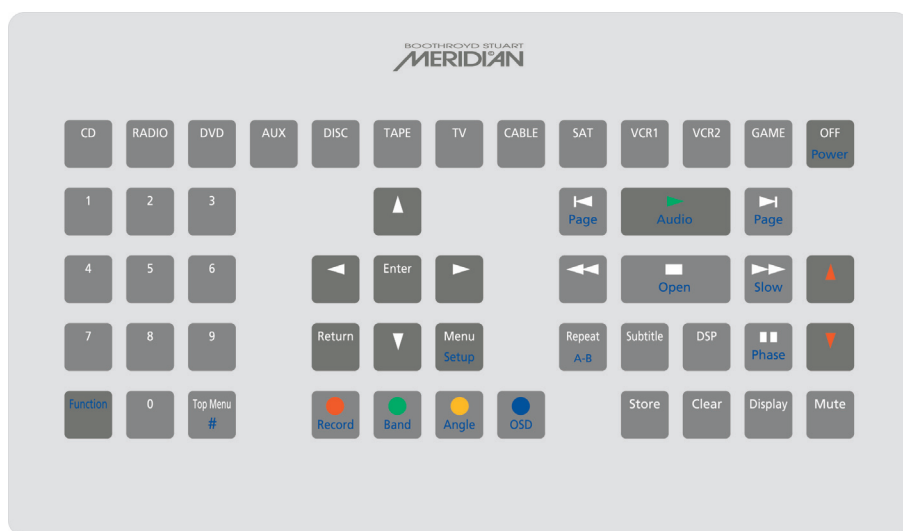 BOOTHROYD STUART
MERIDIAN
CD RADIO DVD AUX DISC TAPE TV CABLE SAT VCR1 VCR2 GAME OFF
Power
1 2 3
Page Audio Page
4 5 6 Enter
Open Slow
7 8 9 Return Menu Repeat Subtitle DSP
Setup A-B Phase
Function 0 Top Menu Store Clear Display Mute
# Record Band Angle OSD